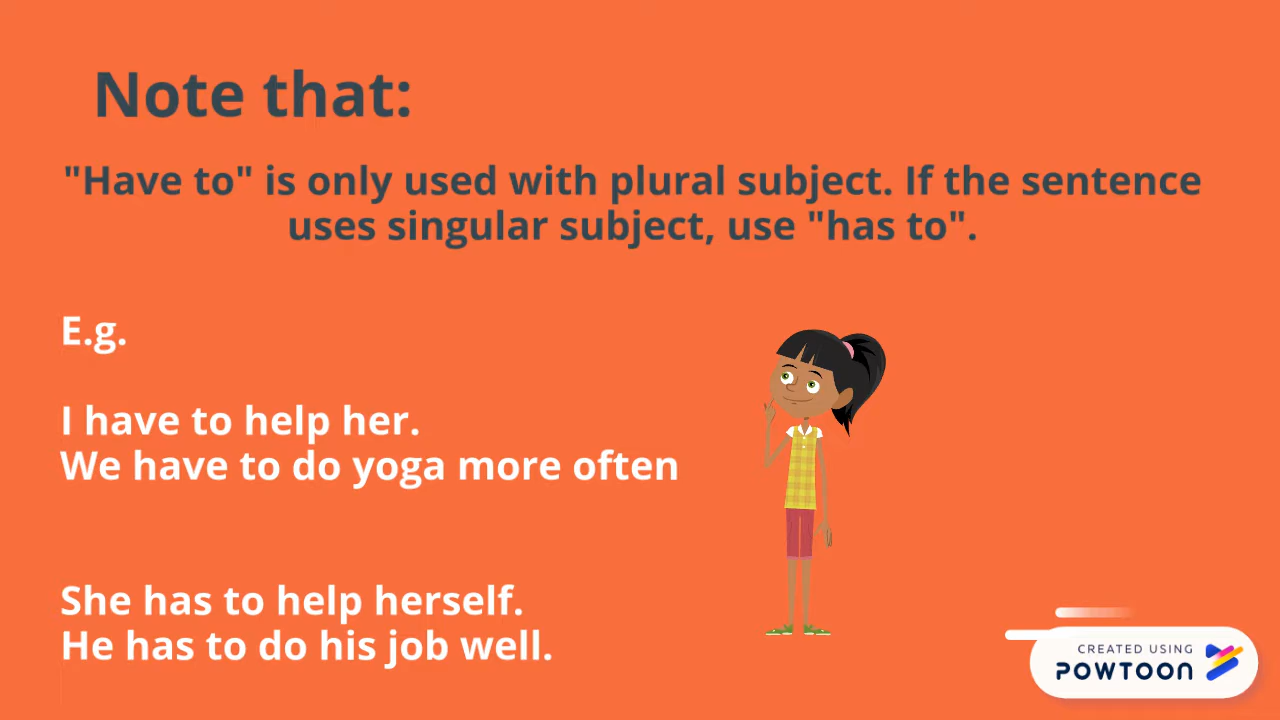 Note that:
"Have to" is only used with plural subject. If the sentence
uses singular subject, use "has to".
E.g.
I have to help her.
We have to do yoga more often
She has to help herself.
He has to do his job well.
CREATED USING
POWTOON